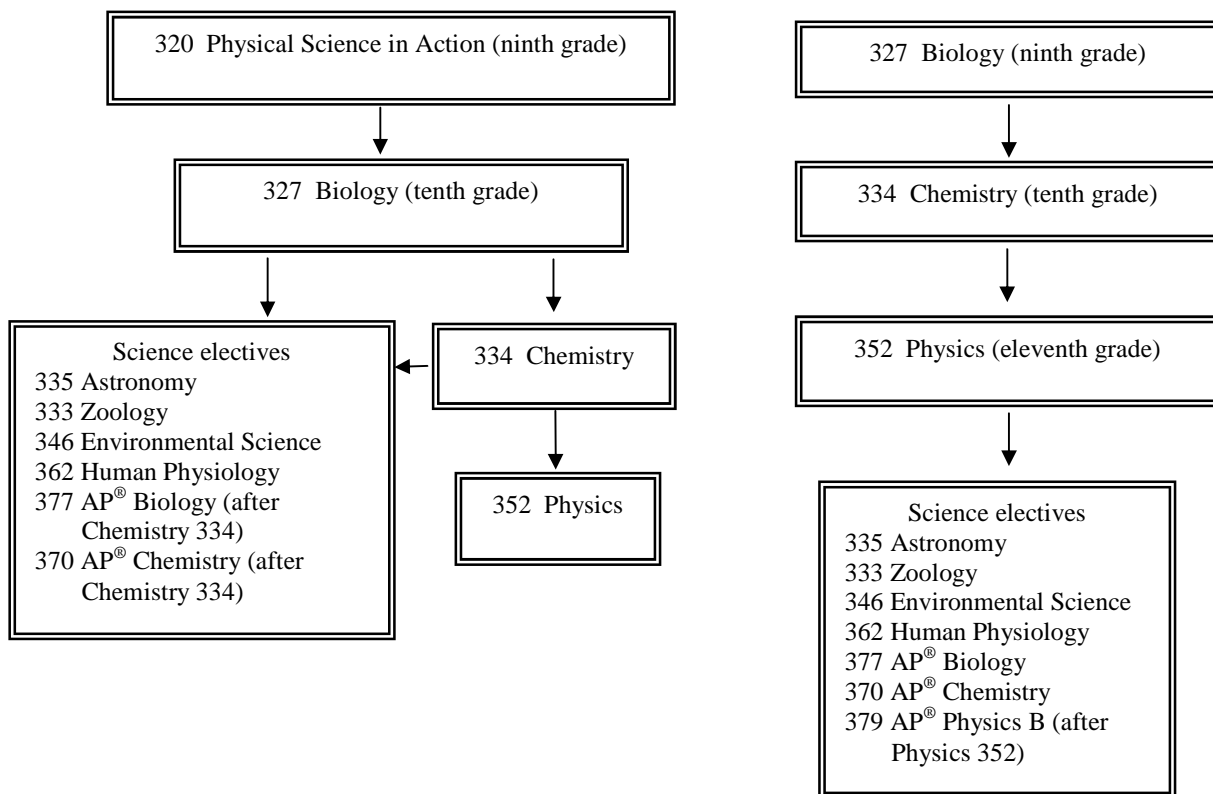 320 Physical Science in Action (ninth grade)
327 Biology (tenth grade)
Science electives
335 Astronomy
333 Zoology
346 Environmental Science
362 Human Physiology
377 AP® Biology (after
Chemistry 334)
370 AP® Chemistry (after
Chemistry 334)
334 Chemistry
352 Physics
327 Biology (ninth grade)
334 Chemistry (tenth grade)
352 Physics (eleventh grade)
Science electives
335 Astronomy
333 Zoology
346 Environmental Science
362 Human Physiology
377 AP® Biology
370 AP® Chemistry
379 AP® Physics B (after
Physics 352)